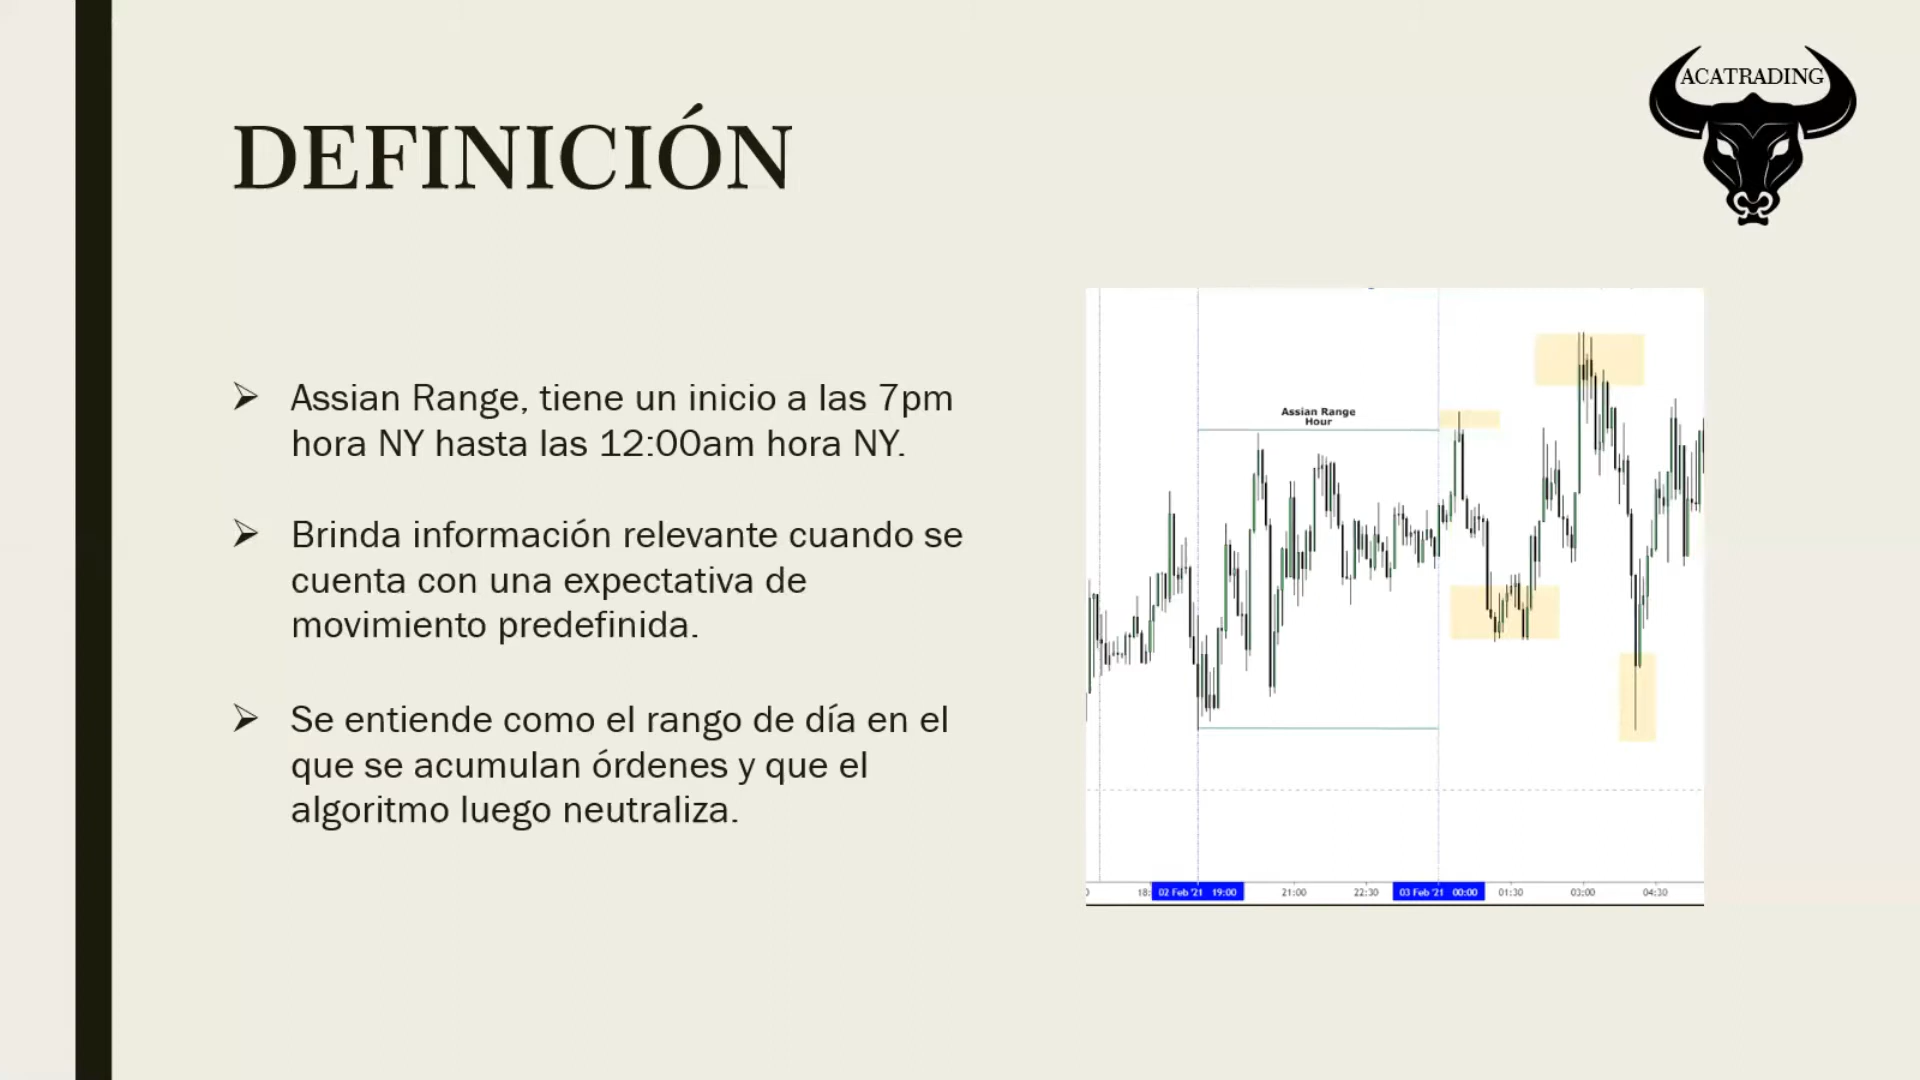 ACATRADING
DEFINICIÓN
Assian Range, tiene un inicio a las 7pm
hora NY hasta las 12:00am hora NY.
Brinda información relevante cuando se
cuenta con una expectativa de
movimiento predefinida.
Se entiende como el rango de día en el
que se acumulan órdenes y que el
algoritmo luego neutraliza.
Assian Range
Hour
02 Feb '21 19:00 21:00 22:30 03 Feb '21 00:00 01:30 03:00 04:30